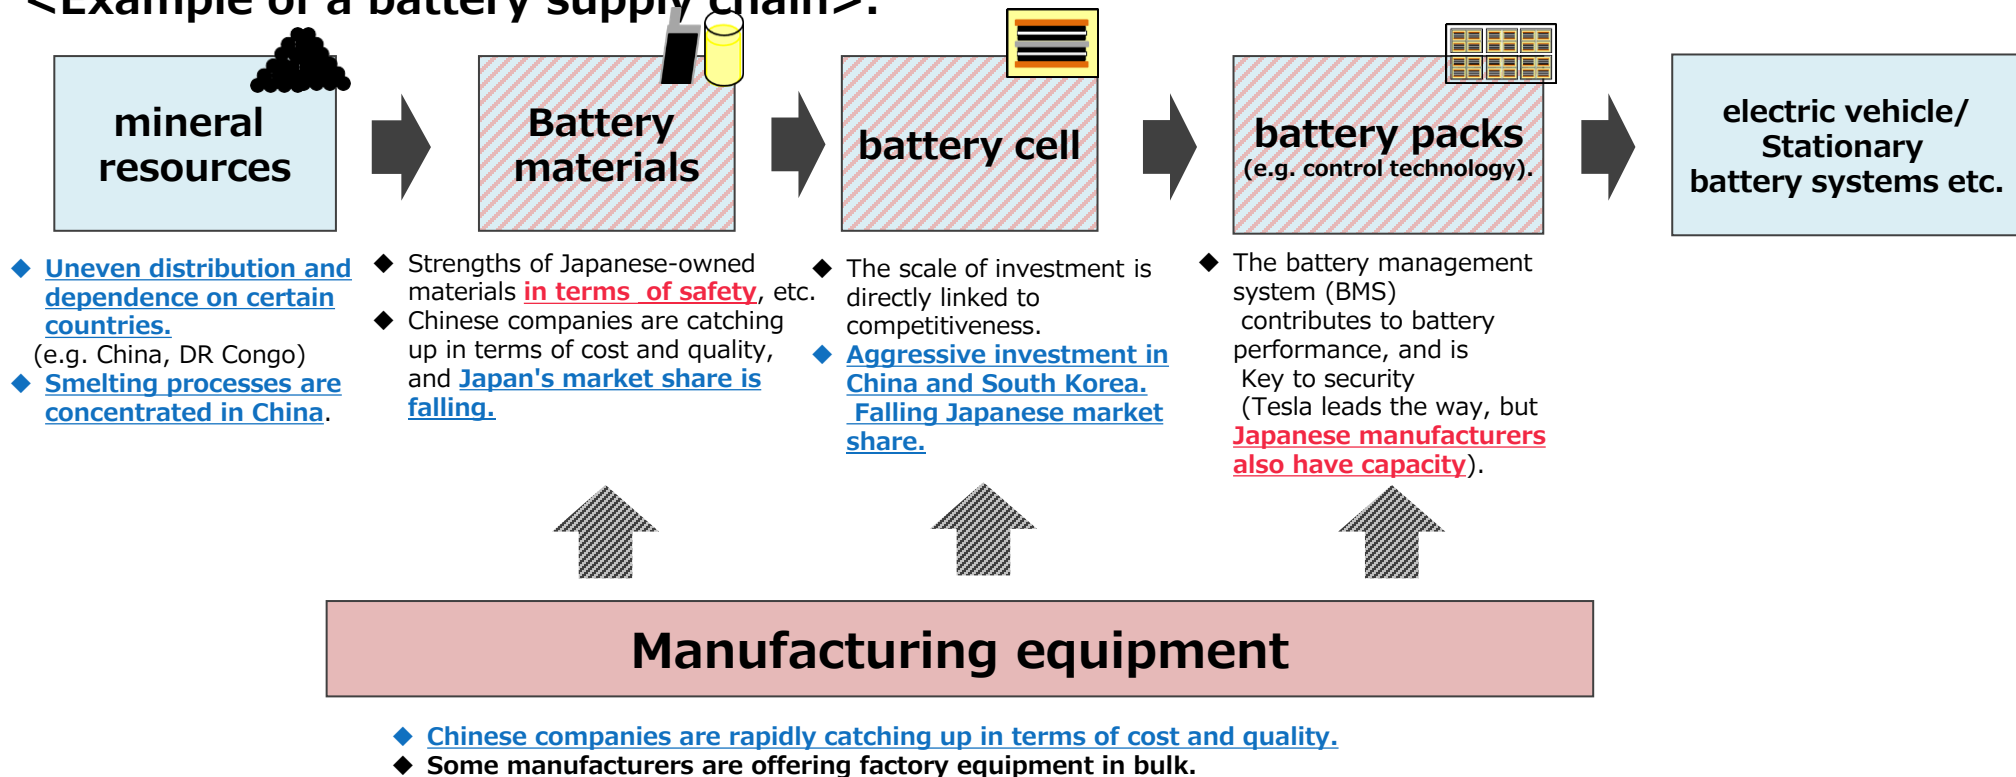 <Example of a battery supply chain>.
mineral
resources
Battery
materials
battery cell
battery packs
(e.g. control technology).
electric vehicle/
Stationary
battery systems etc.
◆ Uneven distribution and
dependence on certain
countries.
(e.g. China, DR Congo)
◆ Smelting processes are
concentrated in China.
◆ Strengths of Japanese-owned
materials in terms of safety, etc.
◆ Chinese companies are catching
up in terms of cost and quality,
and Japan's market share is
falling.
◆ The scale of investment is
directly linked to
competitiveness.
◆ Aggressive investment in
China and South Korea.
Falling Japanese market
share.
◆ The battery management
system (BMS)
contributes to battery
performance, and is
Key to security
(Tesla leads the way, but
Japanese manufacturers
also have capacity).
Manufacturing equipment
◆ Chinese companies are rapidly catching up in terms of cost and quality.
◆ Some manufacturers are offering factory equipment in bulk.